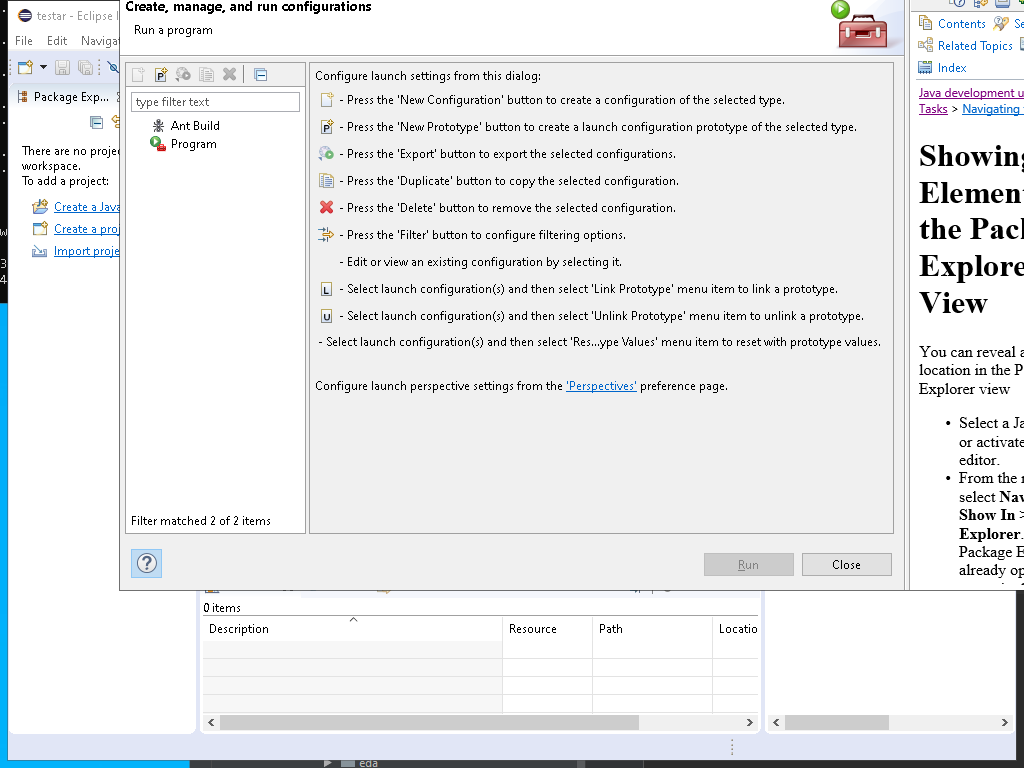 testar - Eclipse I
File Edit Navigat
Package Exp...
There are no projec
workspace.
To add a project:
Create a Java
Create a proj
Import proje
Create, manage, and run configurations
Run a program
type filter text
Ant Build
Program
Filter matched 2 of 2 items
Configure launch settings from this dialog:
- Press the 'New Configuration' button to create a configuration of the selected type.
- Press the 'New Prototype' button to create a launch configuration prototype of the selected type.
- Press the 'Export' button to export the selected configurations.
- Press the 'Duplicate' button to copy the selected configuration.
- Press the 'Delete' button to remove the selected configuration.
- Press the 'Filter' button to configure filtering options.
- Edit or view an existing configuration by selecting it.
L - Select launch configuration(s) and then select 'Link Prototype' menu item to link a prototype.
U - Select launch configuration(s) and then select 'Unlink Prototype' menu item to unlink a prototype.
- Select launch configuration(s) and then select 'Res...ype Values' menu item to reset with prototype values.
Configure launch perspective settings from the 'Perspectives' preference page.
? Run Close
Contents Se
Related Topics
Index
Java development u
Tasks > Navigating
Showing
Element
the Pack
Explorer
View
You can reveal a
location in the P
Explorer view
• Select a Ja
or activate
editor.
• From the m
select Nav
Show In >
Explorer.
Package E
already op
0 items
Description Resource Path Locatio
eda